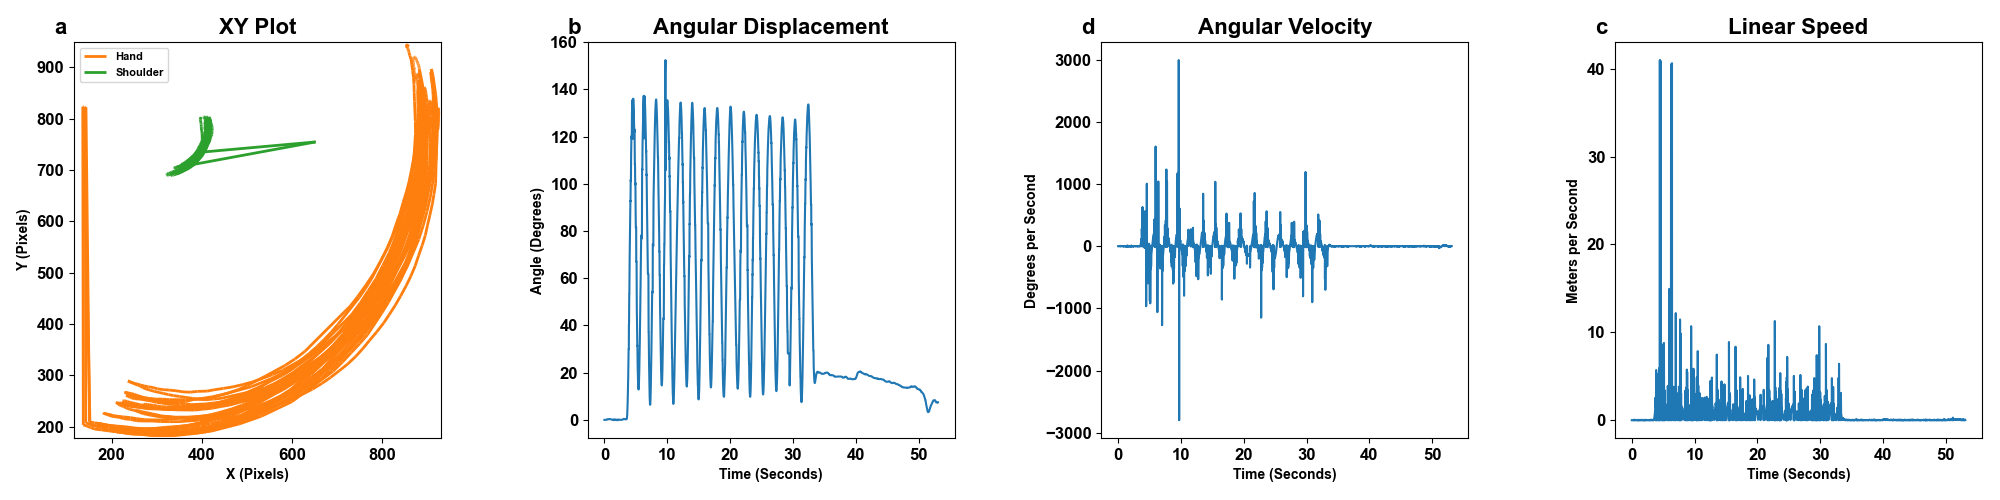 a
XY Plot
Hand
Shoulder
900
800
700
600
500
400
300
200
Y (Pixels)
200
400
600
800
X (Pixels)
b
Angular Displacement
160
140
120
100
80
60
40
20
0
Angle (Degrees)
0
10
20
30
40
50
Time (Seconds)
d
Angular Velocity
3000
2000
1000
0
−1000
−2000
−3000
Degrees per Second
0
10
20
30
40
50
Time (Seconds)
c
Linear Speed
40
30
20
10
0
Meters per Second
0
10
20
30
40
50
Time (Seconds)